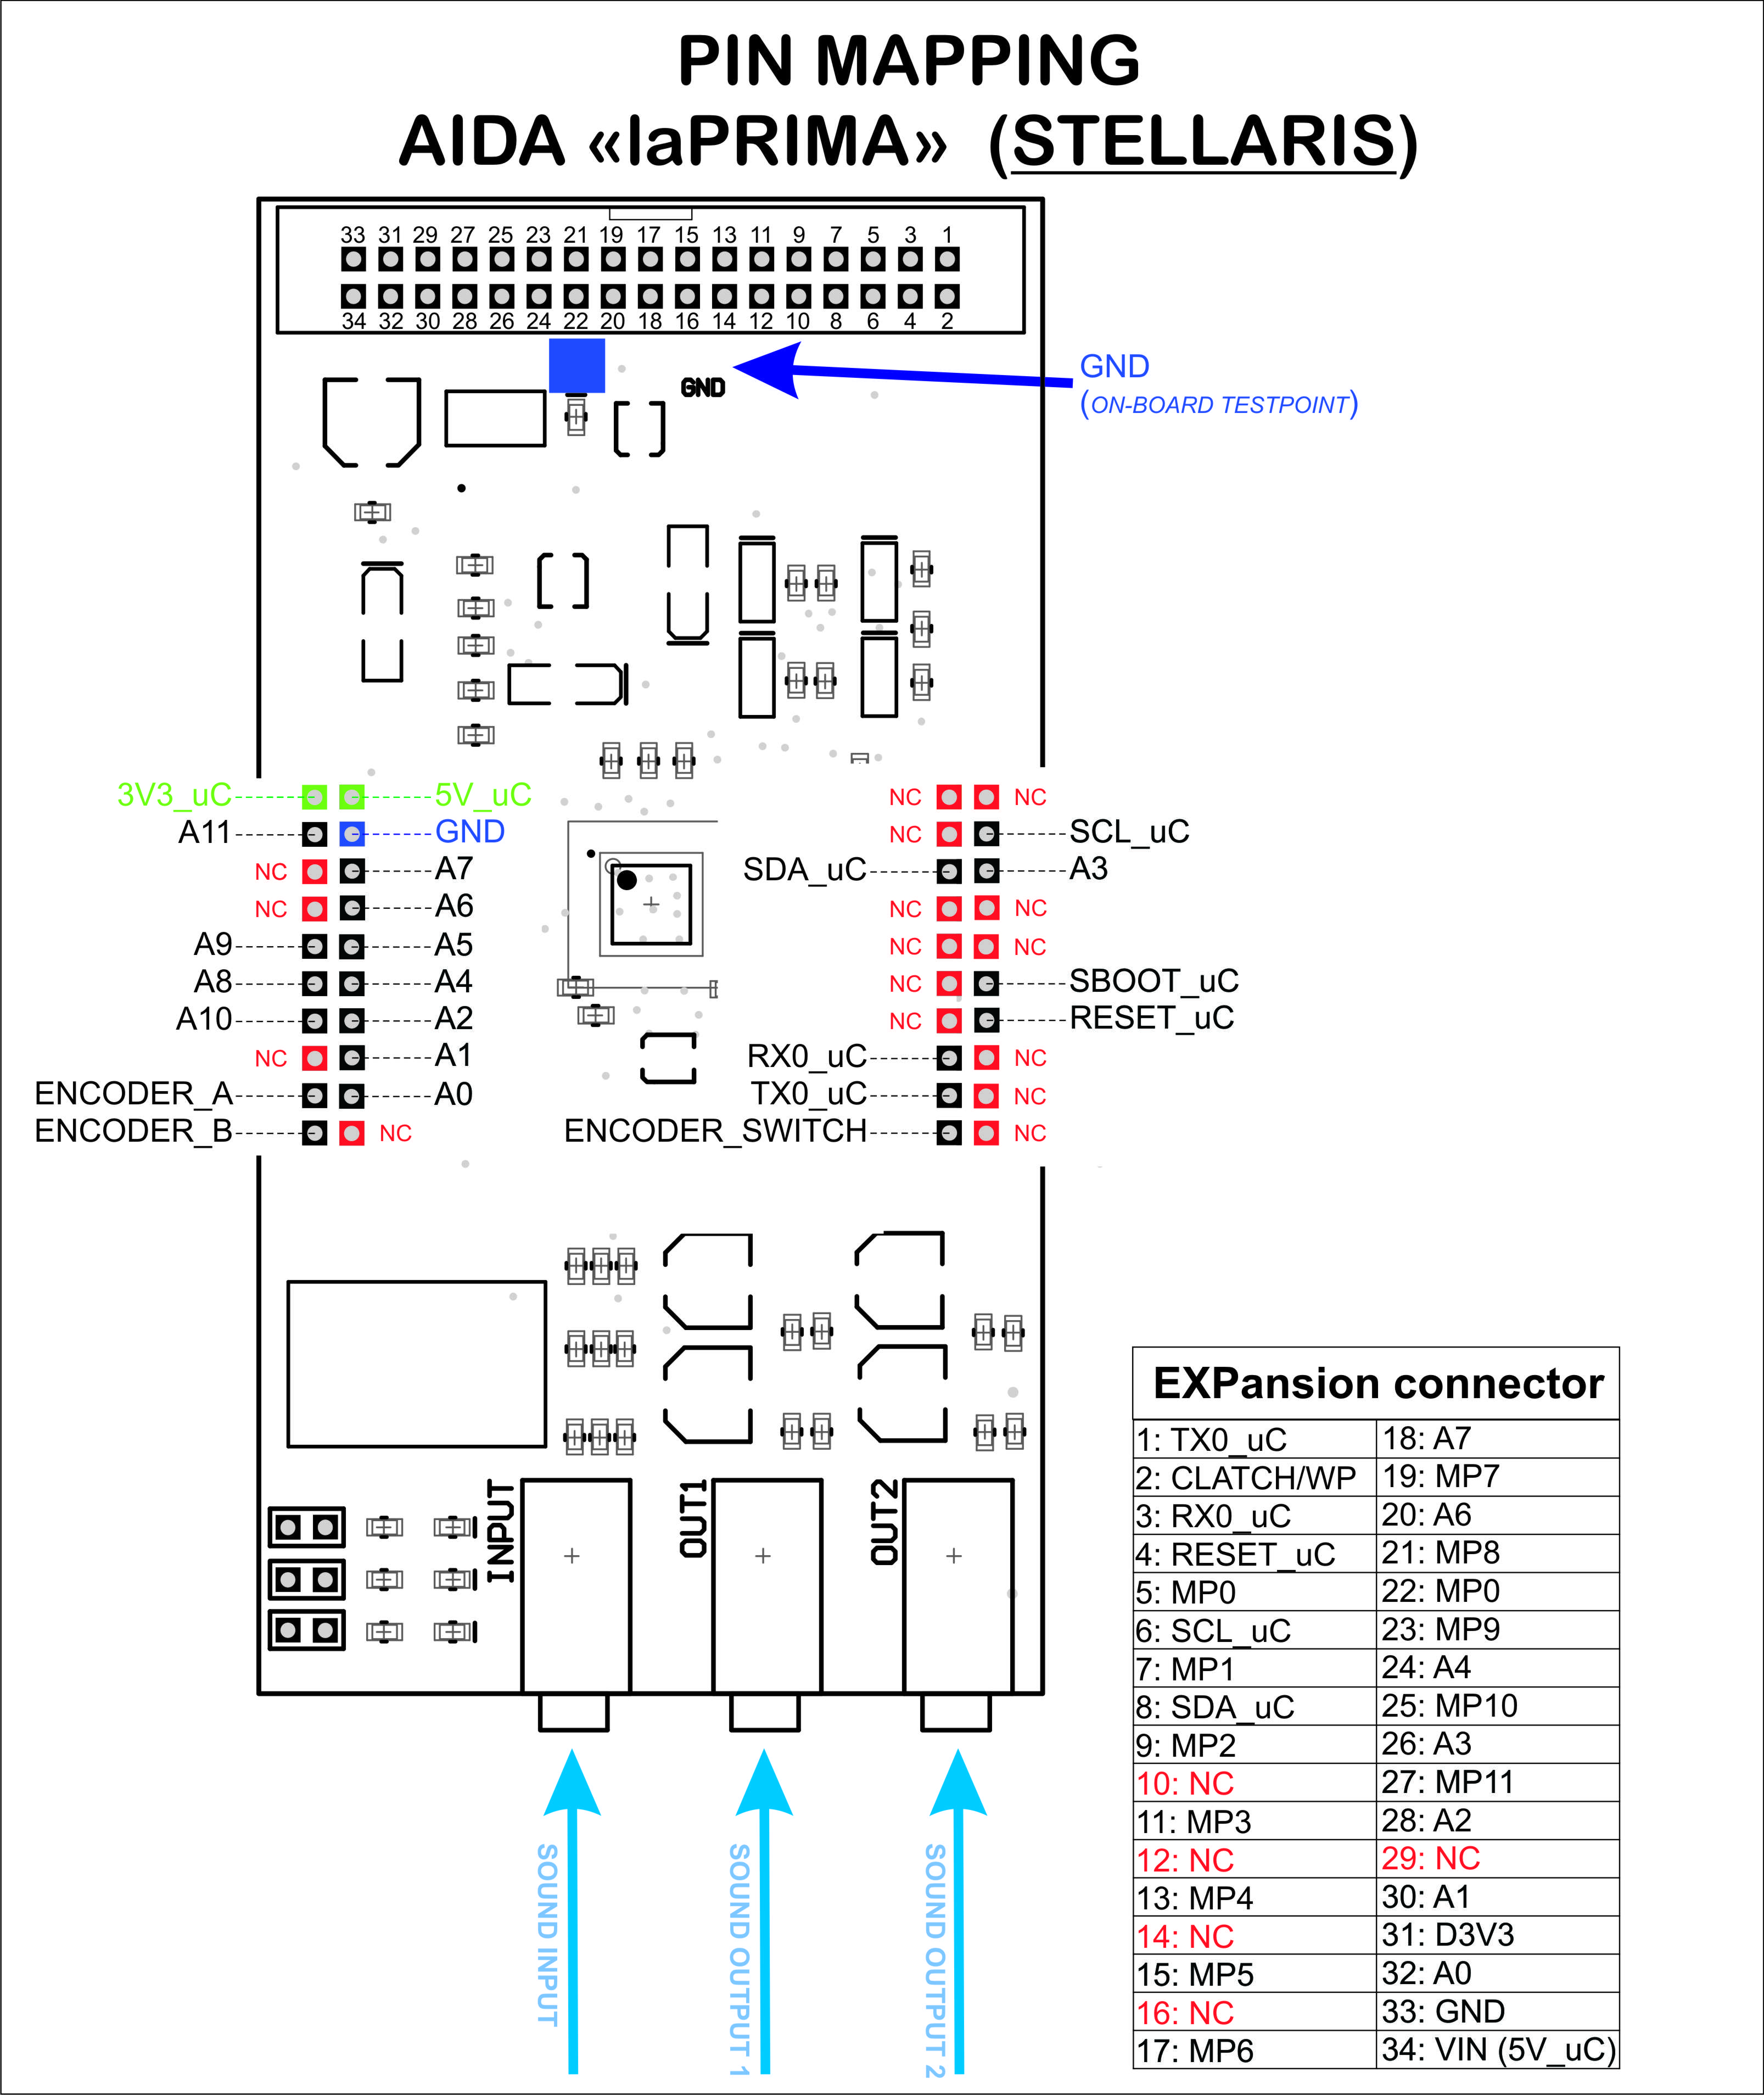 PIN MAPPING
AIDA «laPRIMA» (STELLARIS)
33 31 29 27 25 23 21 19 17 15 13 11 9 7 5 3 1
34 32 30 28 26 24 22 20 18 16 14 12 10 8 6 4 2
GND
GND
(ON-BOARD TESTPOINT)
3V3_uC 5V_uC NC NC
A11 GND NC SCL_uC
NC A7 SDA_uC A3
NC A6 NC NC
A9 A5 NC NC
A8 A4 NC SBOOT_uC
A10 A2 NC RESET_uC
NC A1 RX0_uC NC
ENCODER_A A0 TX0_uC NC
ENCODER_B NC ENCODER_SWITCH NC
INPUT
OUT1
OUT2
SOUND INPUT
SOUND OUTPUT 1
SOUND OUTPUT 2
EXPansion connector
1: TX0_uC 18: A7
2: CLATCH/WP 19: MP7
3: RX0_uC 20: A6
4: RESET_uC 21: MP8
5: MP0 22: MP0
6: SCL_uC 23: MP9
7: MP1 24: A4
8: SDA_uC 25: MP10
9: MP2 26: A3
10: NC 27: MP11
11: MP3 28: A2
12: NC 29: NC
13: MP4 30: A1
14: NC 31: D3V3
15: MP5 32: A0
16: NC 33: GND
17: MP6 34: VIN (5V_uC)